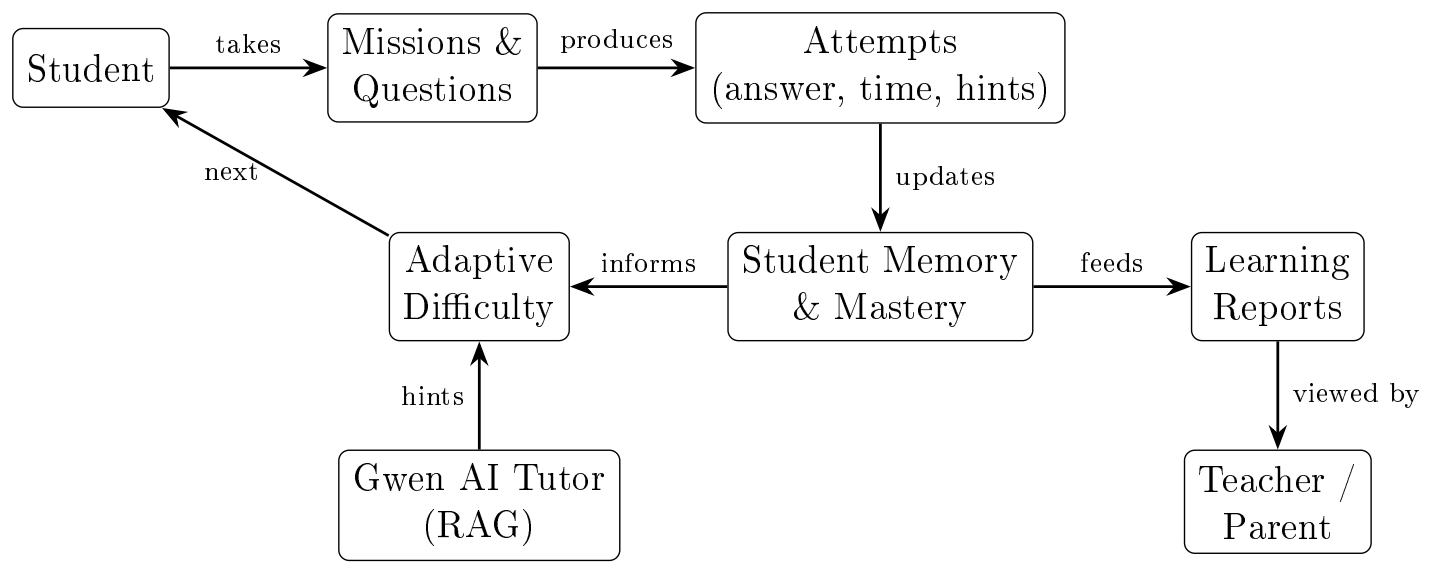 Student
takes
Missions &
Questions
produces
Attempts
(answer, time, hints)
next
updates
Adaptive
Difficulty
informs
Student Memory
& Mastery
feeds
Learning
Reports
hints
viewed by
Gwen AI Tutor
(RAG)
Teacher /
Parent